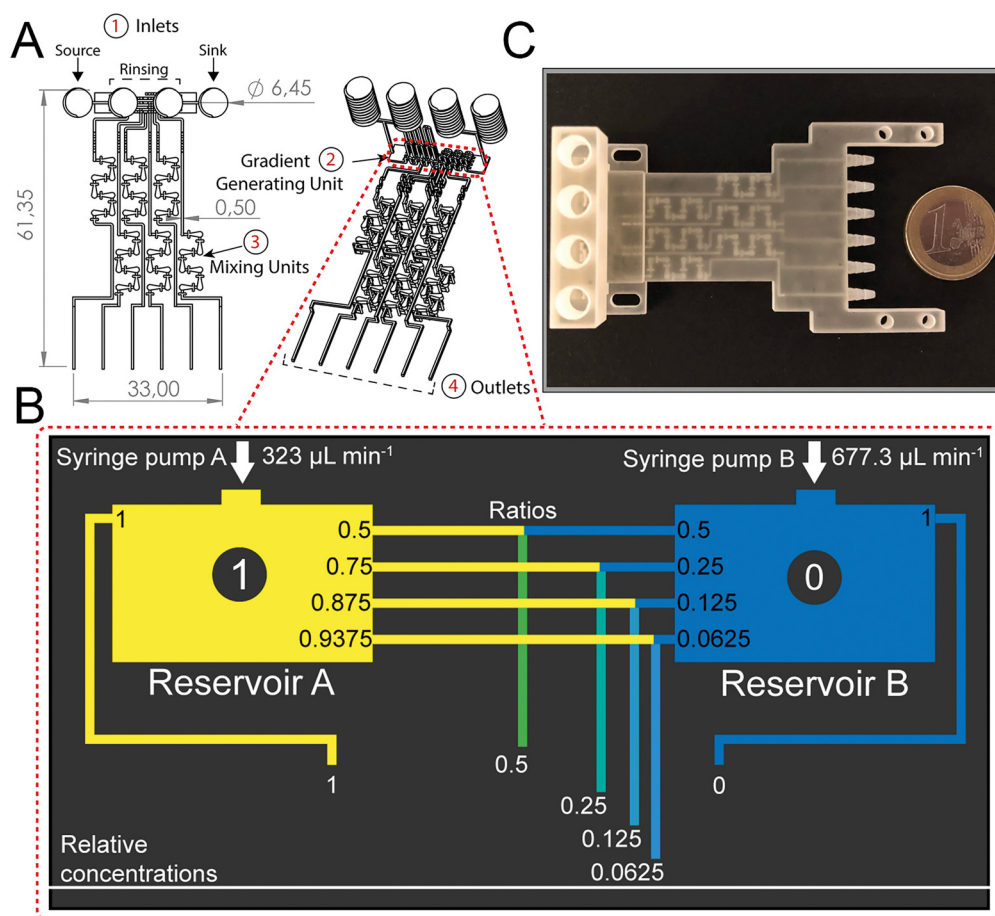 A
1 Inlets
Source
Sink
Rinsing
Ø 6,45
61,35
0,50
3
Mixing Units
33,00
Gradient 2
Generating Unit
4 Outlets
C
1
B
Syringe pump A 323 µL min-1
Syringe pump B 677.3 µL min-1
Ratios
1
0.5
0.75
0.875
0.9375
1
Reservoir A
0.5
0.25
0.125
0.0625
1
0
Reservoir B
1
0.5
0.25
0.125
0.0625
0
Relative
concentrations